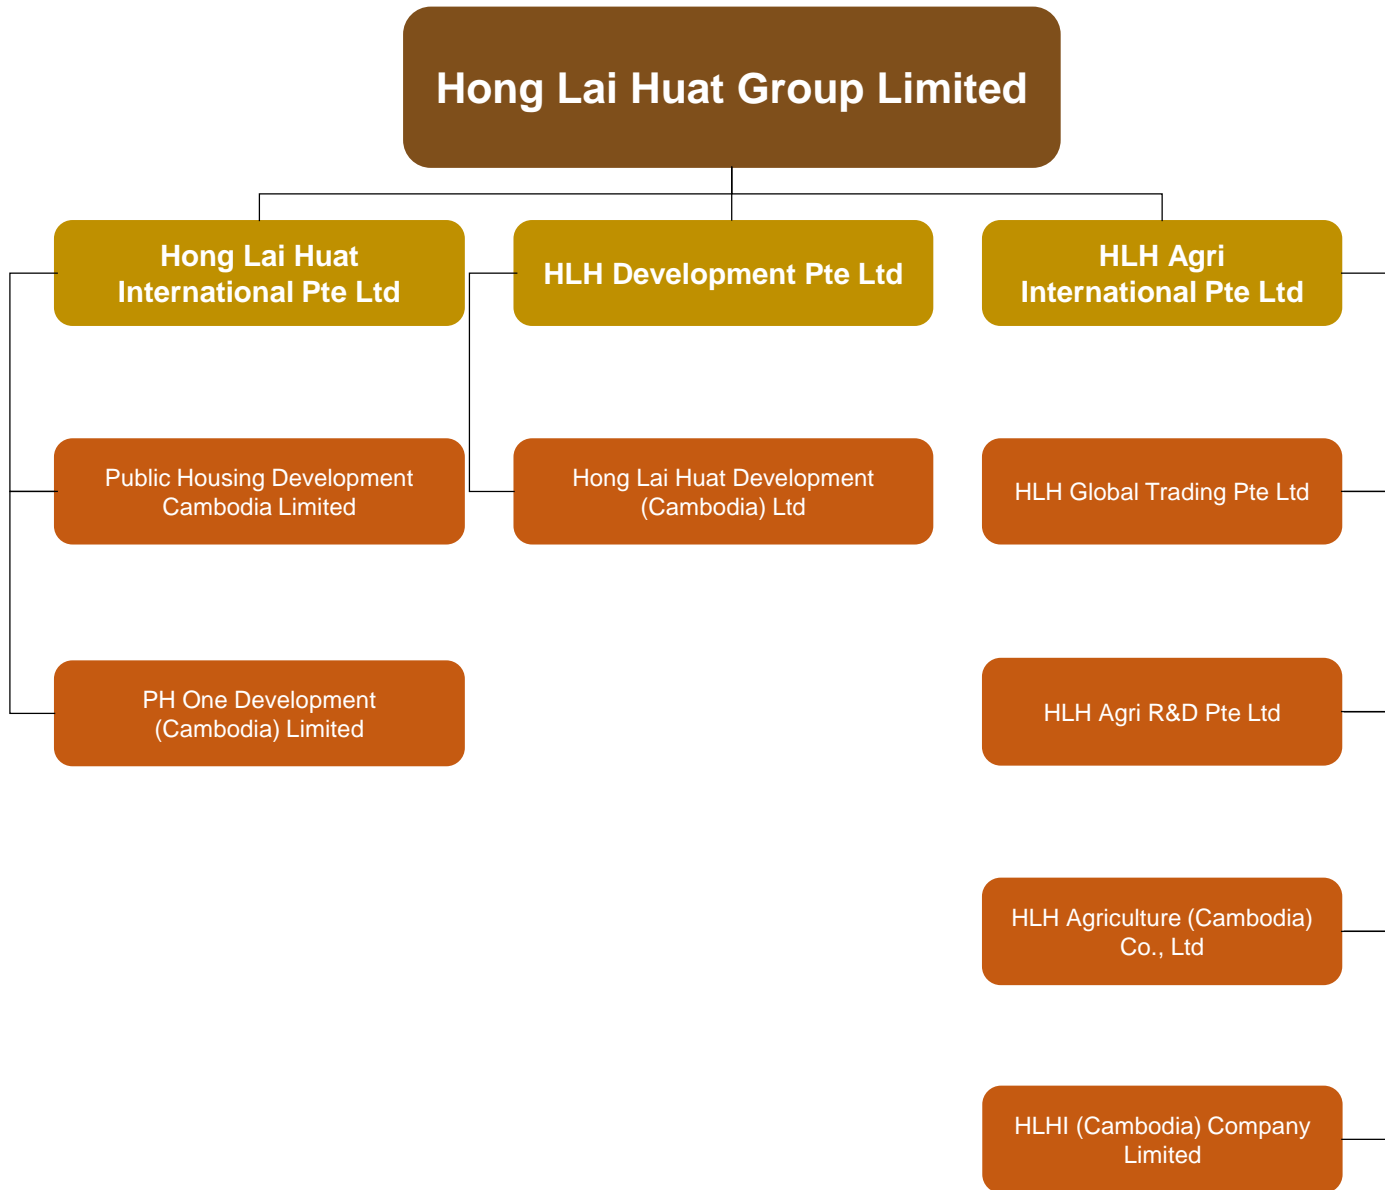 Hong Lai Huat Group Limited
Hong Lai Huat
International Pte Ltd
HLH Development Pte Ltd
HLH Agri
International Pte Ltd
Public Housing Development
Cambodia Limited
Hong Lai Huat Development
(Cambodia) Ltd
HLH Global Trading Pte Ltd
PH One Development
(Cambodia) Limited
HLH Agri R&D Pte Ltd
HLH Agriculture (Cambodia)
Co., Ltd
HLHI (Cambodia) Company
Limited